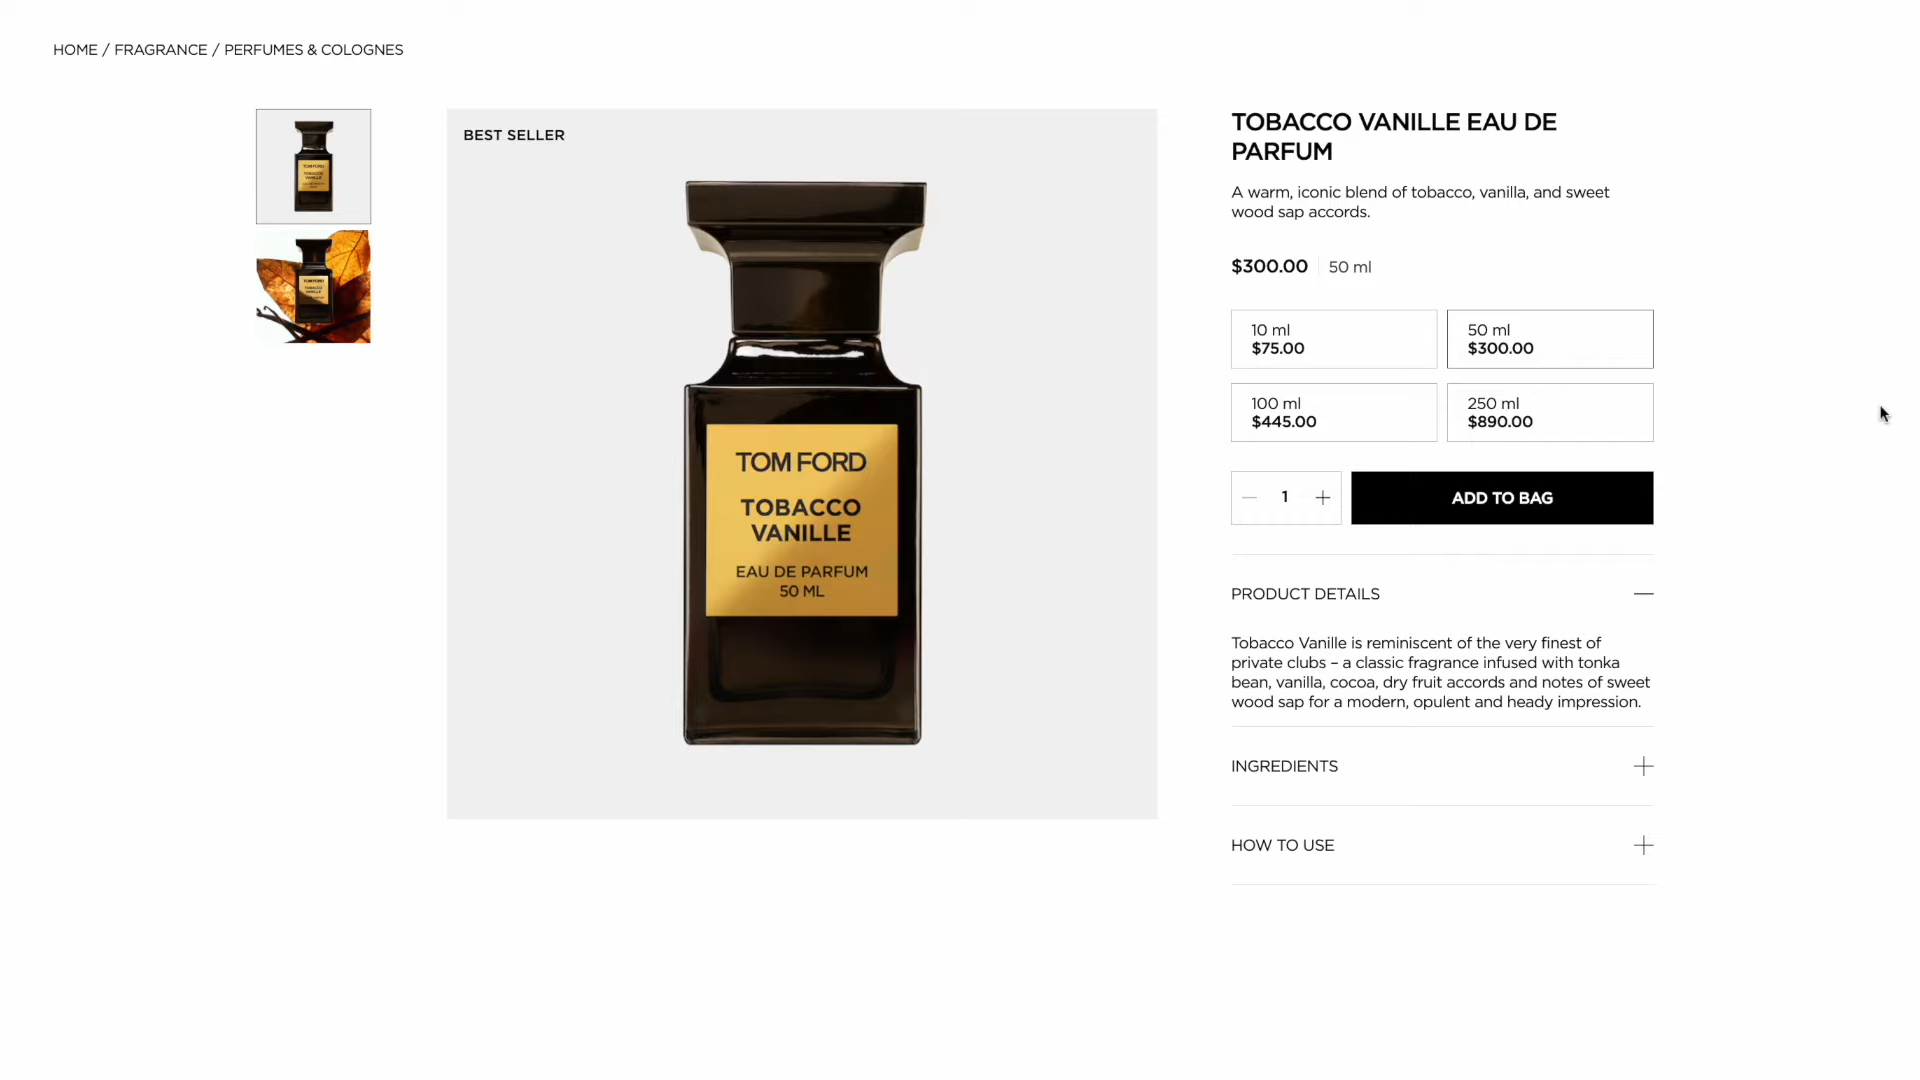 HOME / FRAGRANCE / PERFUMES & COLOGNES
BEST SELLER
TOM FORD
TOBACCO
VANILLE
EAU DE PARFUM
50 ML
TOBACCO VANILLE EAU DE
PARFUM
A warm, iconic blend of tobacco, vanilla, and sweet
wood sap accords.
$300.00 50 ml
10 ml
$75.00
50 ml
$300.00
100 ml
$445.00
250 ml
$890.00
1
ADD TO BAG
PRODUCT DETAILS
Tobacco Vanille is reminiscent of the very finest of
private clubs – a classic fragrance infused with tonka
bean, vanilla, cocoa, dry fruit accords and notes of sweet
wood sap for a modern, opulent and heady impression.
INGREDIENTS
HOW TO USE